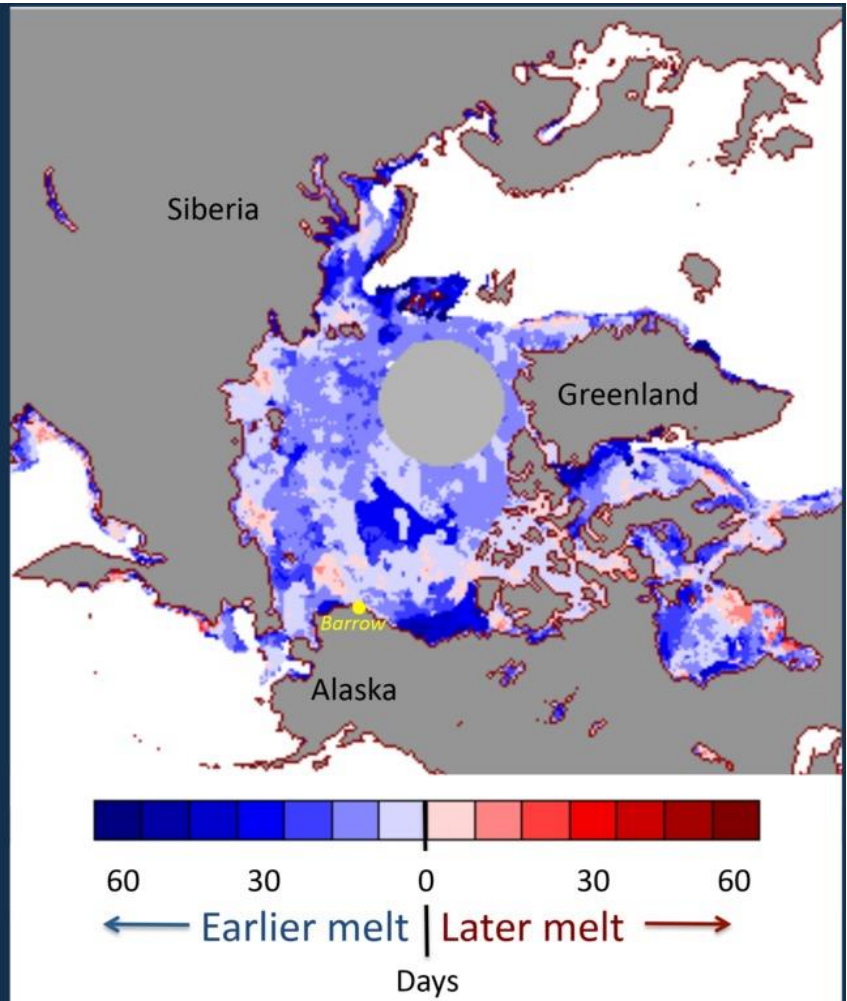 Siberia
Greenland
Barrow
Alaska
60 30 0 30 60
Earlier melt Later melt
Days